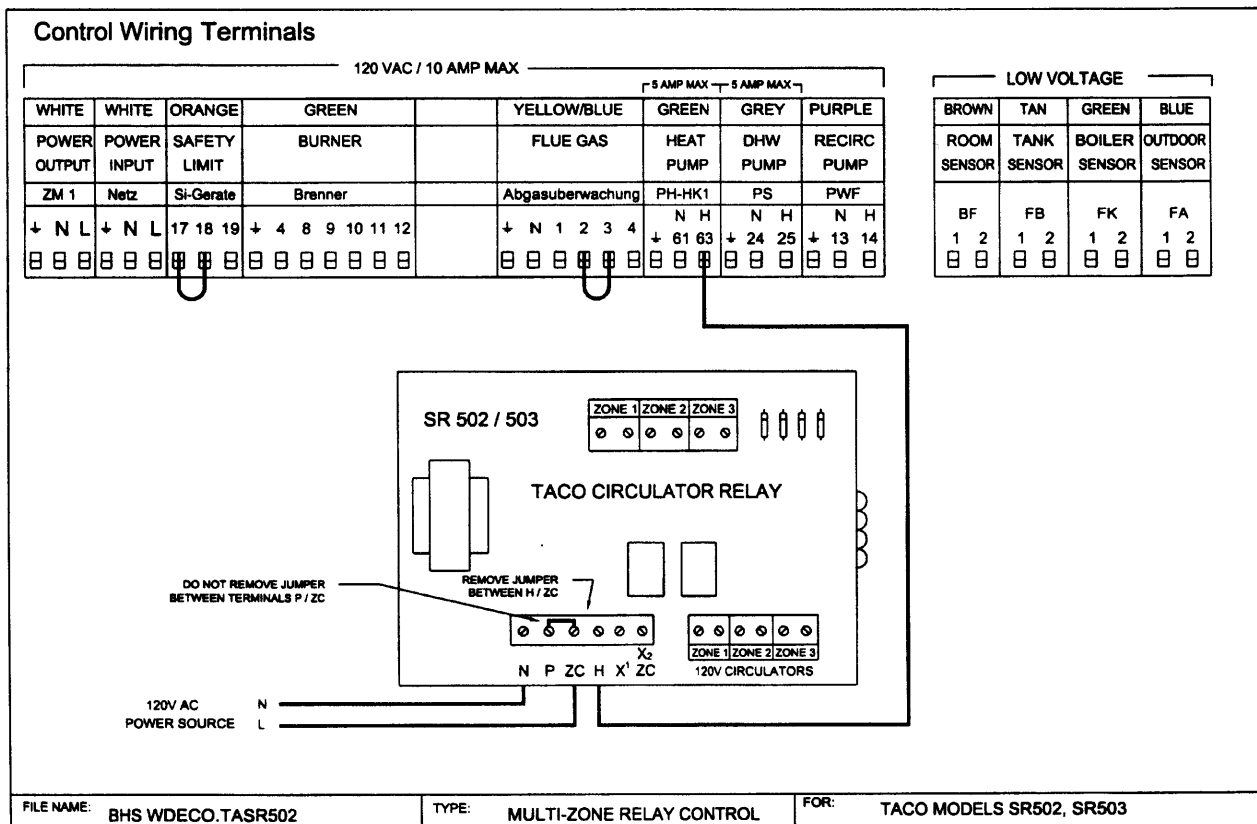 Control Wiring Terminals
120 VAC / 10 AMP MAX
5 AMP MAX 5 AMP MAX
LOW VOLTAGE
WHITE WHITE ORANGE GREEN YELLOW/BLUE GREEN GREY PURPLE
BROWN TAN GREEN BLUE
POWER OUTPUT
POWER INPUT
SAFETY LIMIT
BURNER
FLUE GAS
HEAT PUMP
DHW PUMP
RECIRC PUMP
ROOM SENSOR
TANK SENSOR
BOILER SENSOR
OUTDOOR SENSOR
ZM 1 Netz Si-Gerate Brenner Abgasuberwachung PH-HK1 PS PWF
BF FB FK FA
N H N H N H
N L N L 17 18 19 4 8 9 10 11 12 N 1 2 3 4 61 63 24 25 13 14
1 2 1 2 1 2 1 2
SR 502 / 503
ZONE 1 ZONE 2 ZONE 3
TACO CIRCULATOR RELAY
DO NOT REMOVE JUMPER
BETWEEN TERMINALS P / ZC
REMOVE JUMPER
BETWEEN H / ZC
N P ZC H X¹ X₂ ZC
ZONE 1 ZONE 2 ZONE 3
120V CIRCULATORS
120V AC N
POWER SOURCE L
FILE NAME: BHS WDECO.TASR502
TYPE: MULTI-ZONE RELAY CONTROL
FOR: TACO MODELS SR502, SR503